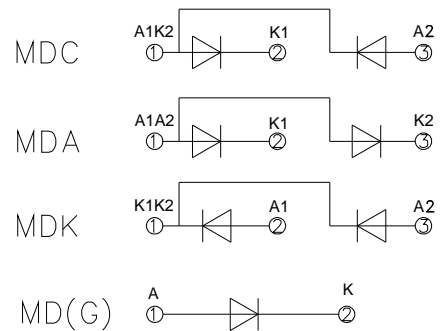 A1K2 K1 A2
MDC ① ② ③
A1A2 K1 K2
MDA ① ② ③
K1K2 A1 A2
MDK ① ② ③
A K
MD(G) ① ②